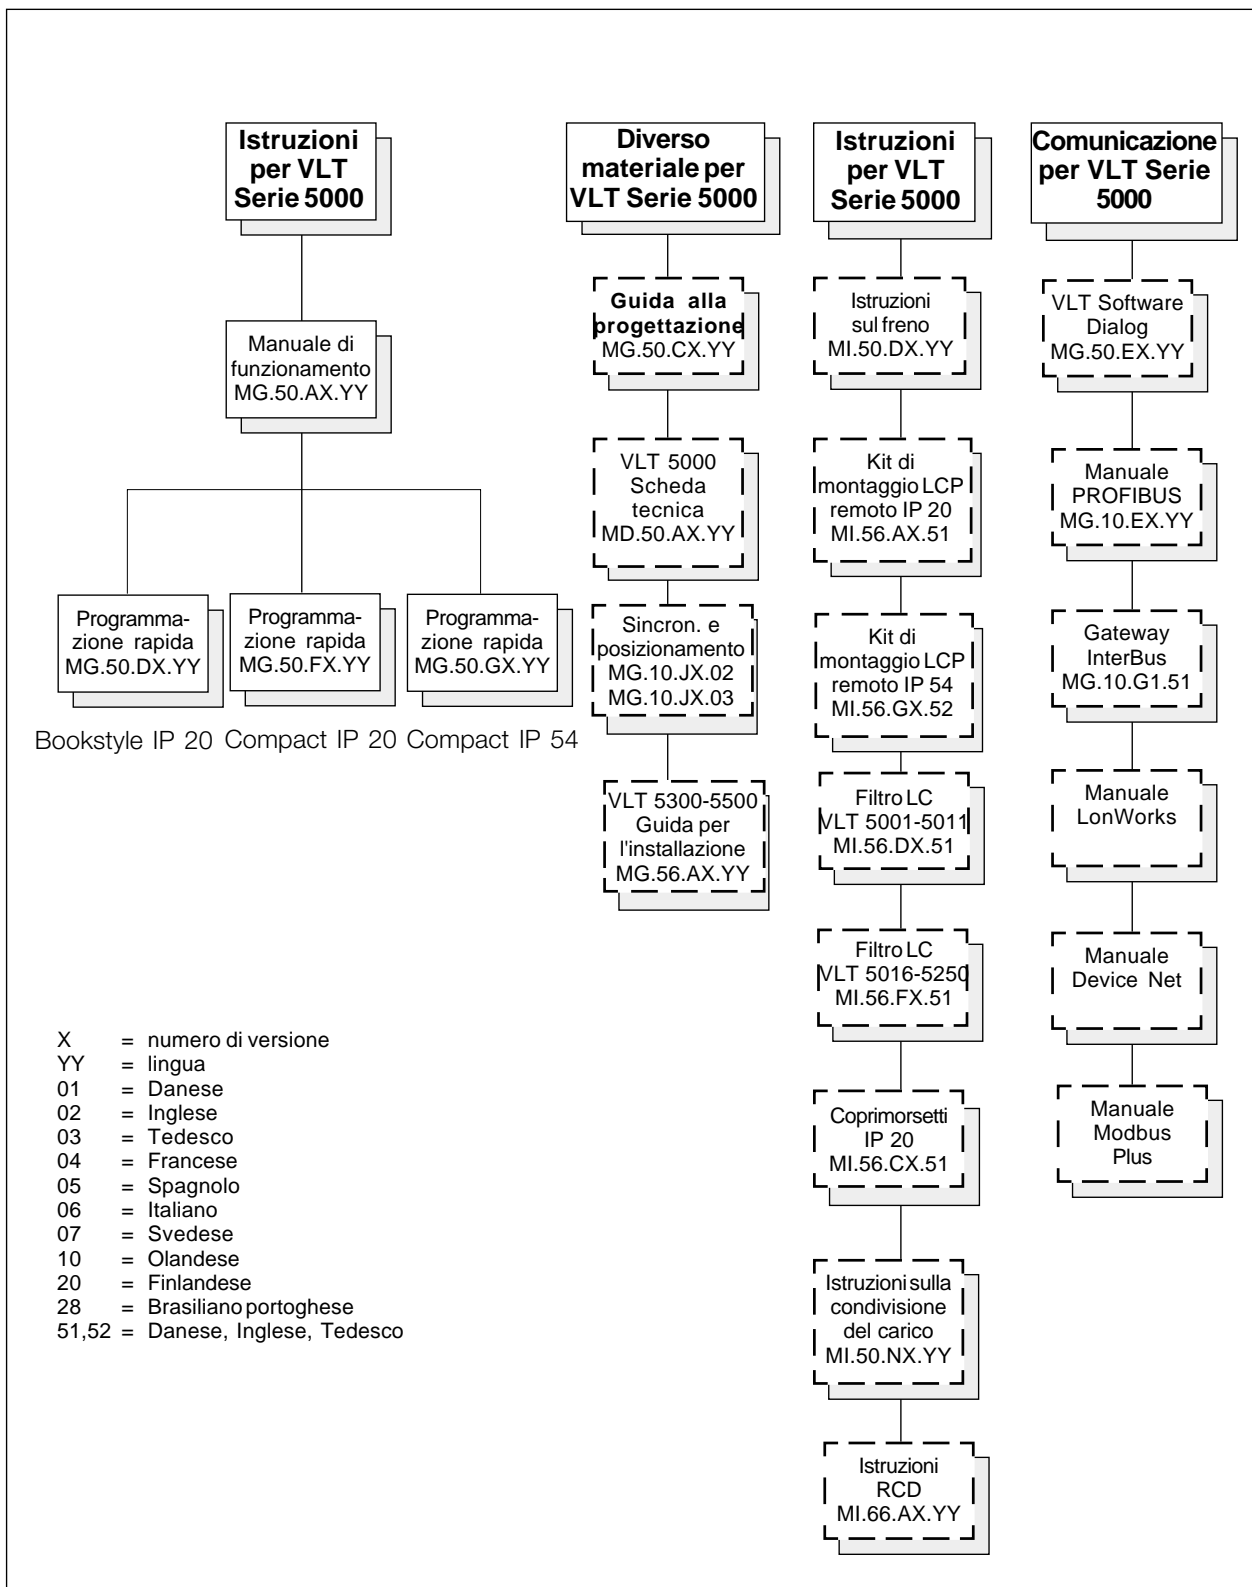 Istruzioni
per VLT
Serie 5000
Manuale di
funzionamento
MG.50.AX.YY
Programma-
zione rapida
MG.50.DX.YY
Programma-
zione rapida
MG.50.FX.YY
Programma-
zione rapida
MG.50.GX.YY
Bookstyle IP 20 Compact IP 20 Compact IP 54
Diverso
materiale per
VLT Serie 5000
Guida alla
progettazione
MG.50.CX.YY
VLT 5000
Scheda
tecnica
MD.50.AX.YY
Sincron. e
posizionamento
MG.10.JX.02
MG.10.JX.03
VLT 5300-5500
Guida per
l'installazione
MG.56.AX.YY
Istruzioni
per VLT
Serie 5000
Istruzioni
sul freno
MI.50.DX.YY
Kit di
montaggio LCP
remoto IP 20
MI.56.AX.51
Kit di
montaggio LCP
remoto IP 54
MI.56.GX.52
Filtro LC
VLT 5001-5011
MI.56.DX.51
Filtro LC
VLT 5016-5250
MI.56.FX.51
Coprimorsetti
IP 20
MI.56.CX.51
Istruzioni sulla
condivisione
del carico
MI.50.NX.YY
Istruzioni
RCD
MI.66.AX.YY
Comunicazione
per VLT Serie
5000
VLT Software
Dialog
MG.50.EX.YY
Manuale
PROFIBUS
MG.10.EX.YY
Gateway
InterBus
MG.10.G1.51
Manuale
LonWorks
Manuale
Device Net
Manuale
Modbus
Plus
X = numero di versione
YY = lingua
01 = Danese
02 = Inglese
03 = Tedesco
04 = Francese
05 = Spagnolo
06 = Italiano
07 = Svedese
10 = Olandese
20 = Finlandese
28 = Brasiliano portoghese
51,52 = Danese, Inglese, Tedesco